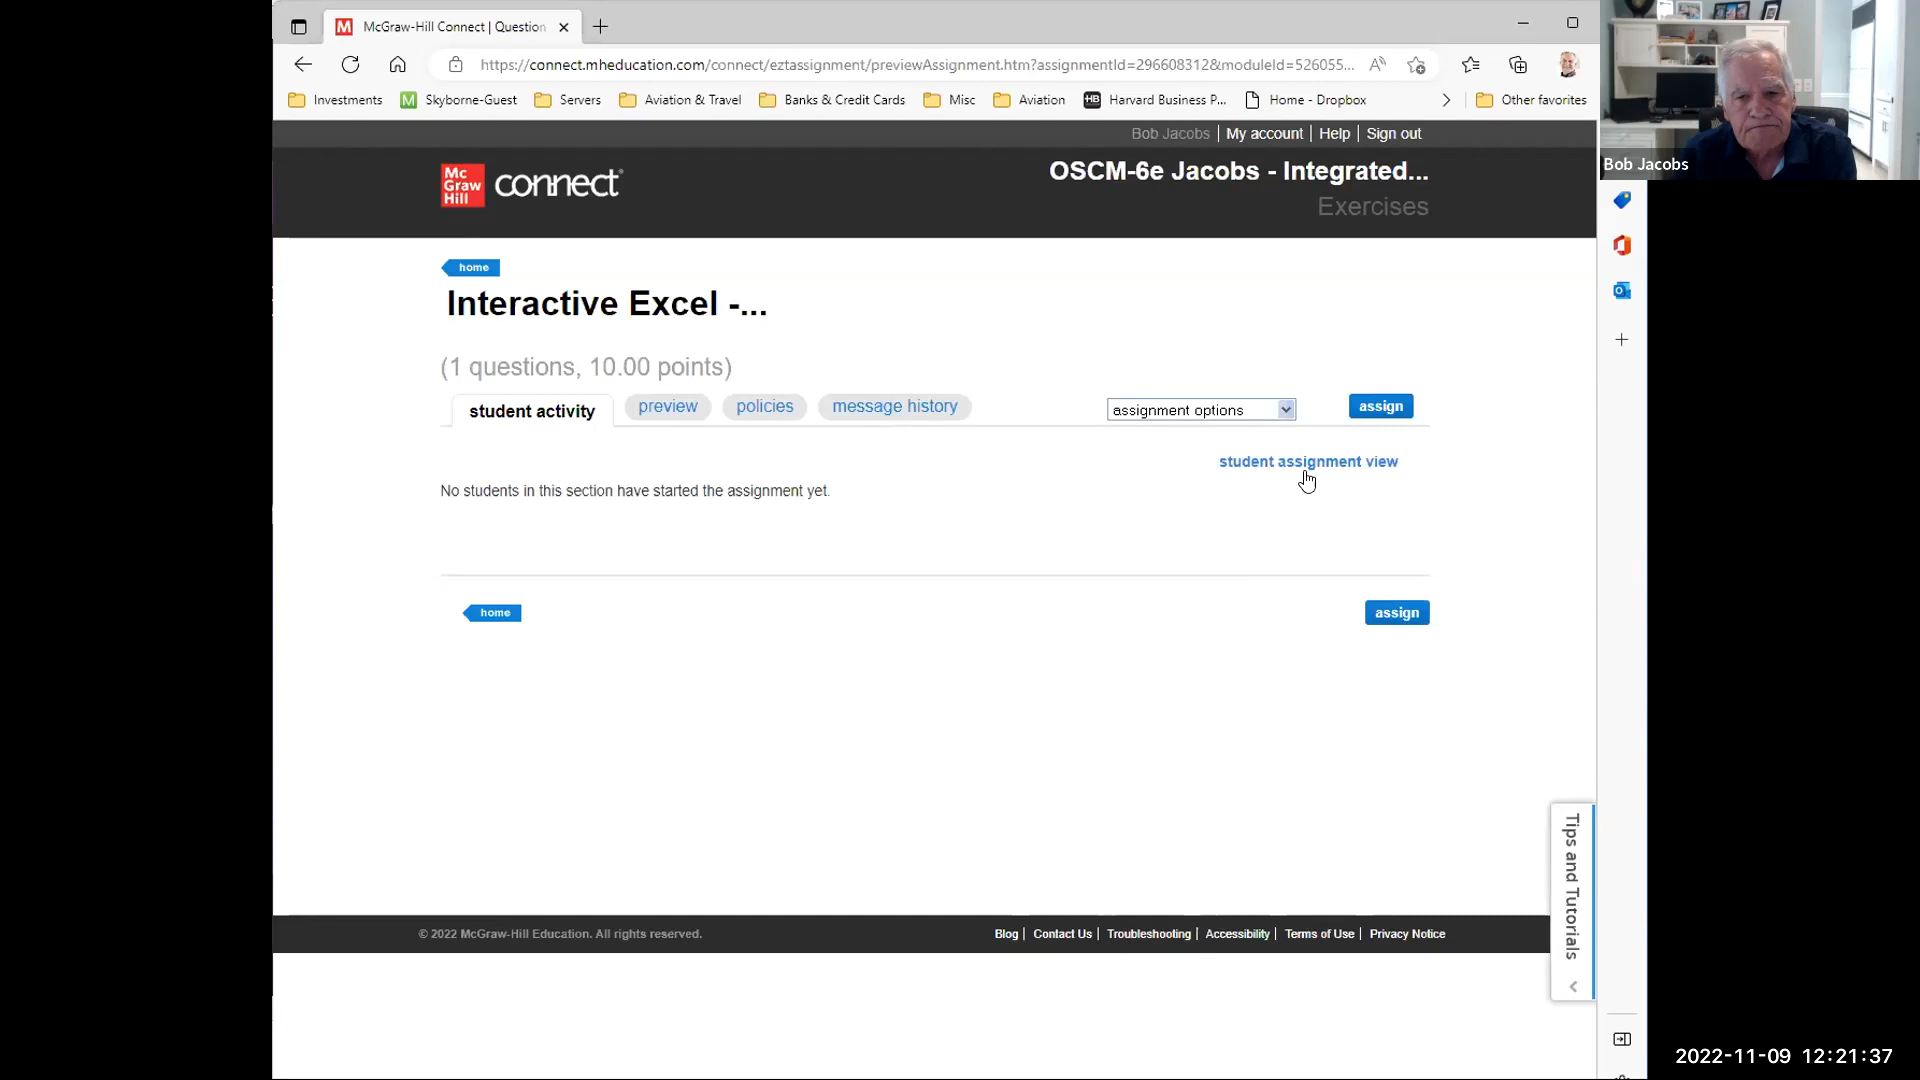 McGraw-Hill Connect | Question
https://connect.mheducation.com/connect/eztassignment/previewAssignment.htm?assignmentId=296608312&moduleId=526055...
Investments
Skyborne-Guest
Servers
Aviation & Travel
Banks & Credit Cards
Misc
Aviation
HB Harvard Business P...
Home - Dropbox
Other favorites
Bob Jacobs
Bob Jacobs | My account | Help | Sign out
Mc
Graw
Hill
connect
OSCM-6e Jacobs - Integrated...
Exercises
home
Interactive Excel -...
(1 questions, 10.00 points)
student activity
preview
policies
message history
assignment options
assign
student assignment view
No students in this section have started the assignment yet.
home
assign
Tips and Tutorials
© 2022 McGraw-Hill Education. All rights reserved.
Blog | Contact Us | Troubleshooting | Accessibility | Terms of Use | Privacy Notice
2022-11-09 12:21:37